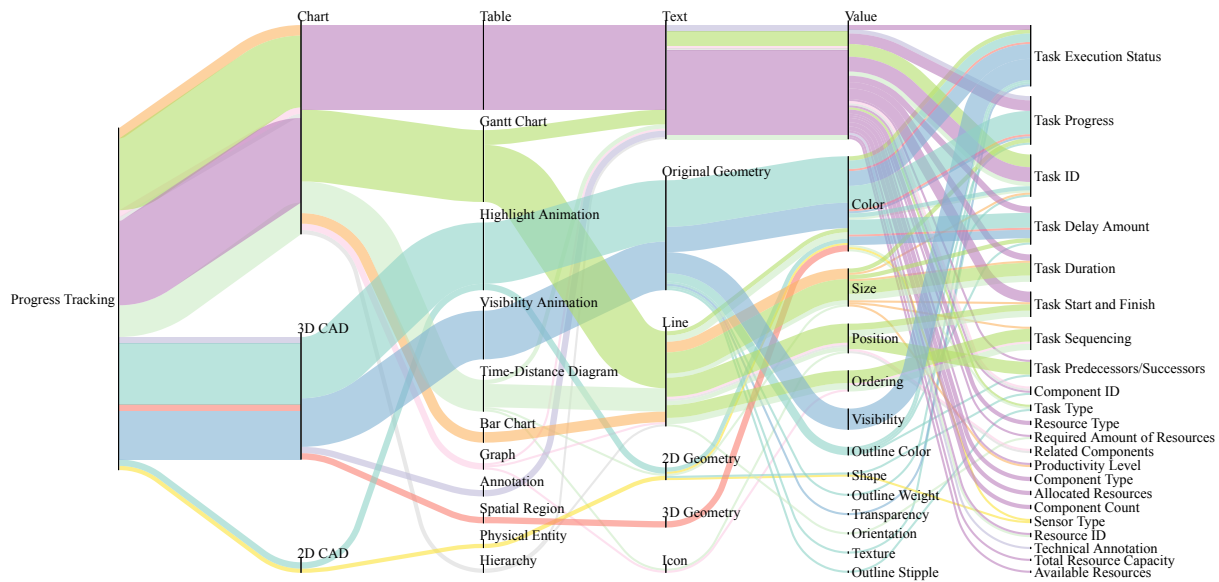 Progress Tracking
Chart
3D CAD
2D CAD
Table
Gantt Chart
Highlight Animation
Visibility Animation
Time-Distance Diagram
Bar Chart
Graph
Annotation
Spatial Region
Physical Entity
Hierarchy
Text
Original Geometry
Line
2D Geometry
3D Geometry
Icon
Value
Color
Size
Position
Ordering
Visibility
Outline Color
Shape
Outline Weight
Transparency
Orientation
Texture
Outline Stipple
Task Execution Status
Task Progress
Task ID
Task Delay Amount
Task Duration
Task Start and Finish
Task Sequencing
Task Predecessors/Successors
Component ID
Task Type
Resource Type
Required Amount of Resources
Related Components
Productivity Level
Component Type
Allocated Resources
Component Count
Sensor Type
Resource ID
Technical Annotation
Total Resource Capacity
Available Resources